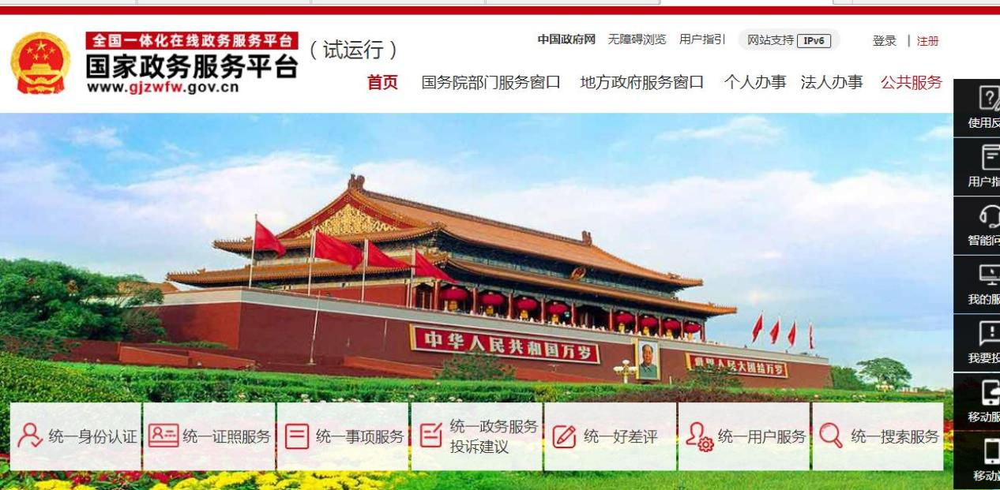 全国一体化在线政务服务平台
国家政务服务平台
www.gjzwfw.gov.cn
（试运行）
中国政府网 无障碍浏览 用户指引 网站支持 IPv6 登录 | 注册
首页 国务院部门服务窗口 地方政府服务窗口 个人办事 法人办事 公共服务
使用反
用户指
智能问
我的服
我要投
移动服
移动端
中华人民共和国万岁
世界人民大团结万岁
统一身份认证
统一证照服务
统一事项服务
统一政务服务
投诉建议
统一好差评
统一用户服务
统一搜索服务